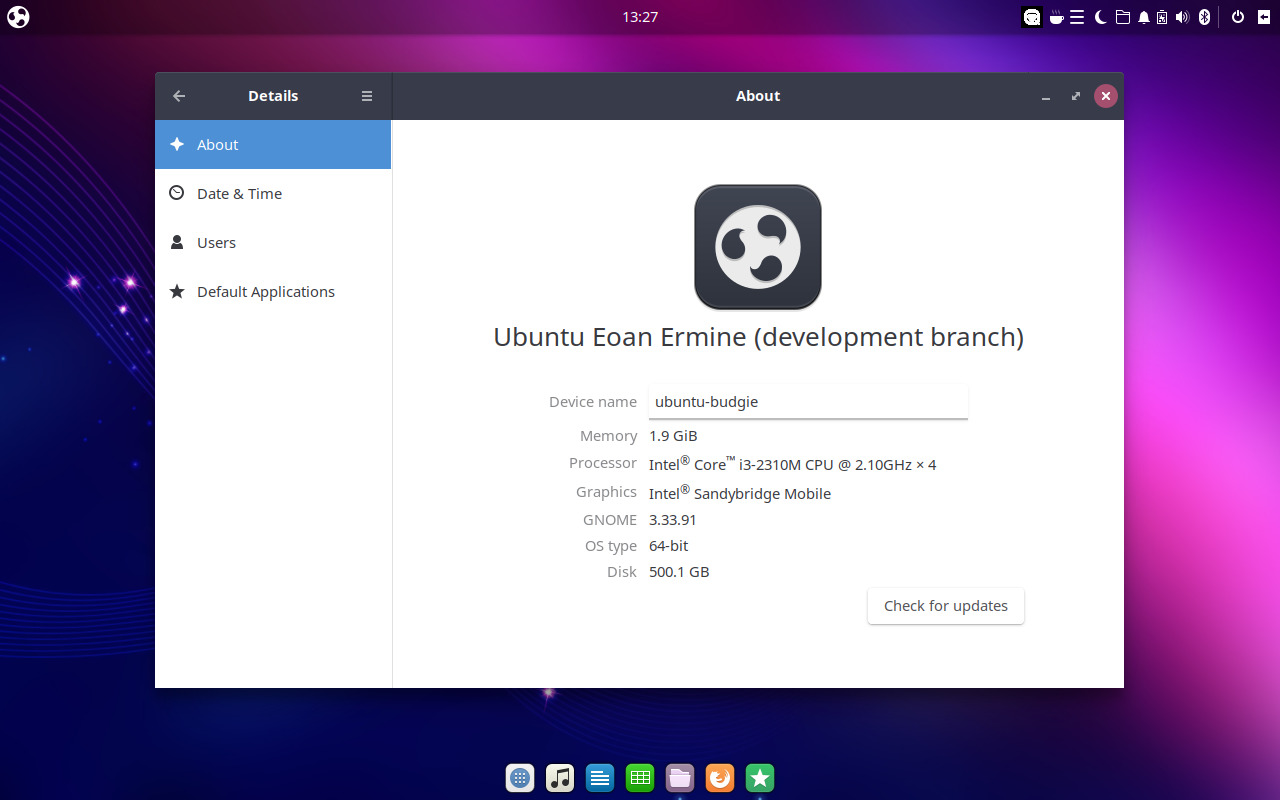 13:27
Details
About
About
Date & Time
Users
Default Applications
Ubuntu Eoan Ermine (development branch)
Device name ubuntu-budgie
Memory 1.9 GiB
Processor Intel® Core™ i3-2310M CPU @ 2.10GHz × 4
Graphics Intel® Sandybridge Mobile
GNOME 3.33.91
OS type 64-bit
Disk 500.1 GB
Check for updates